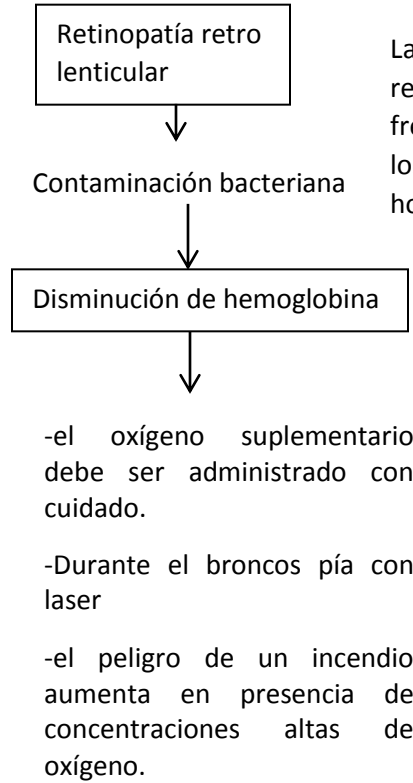 Retinopatía retro
lenticular
Contaminación bacteriana
Disminución de hemoglobina
-el oxígeno suplementario
debe ser administrado con
cuidado.
-Durante el broncos pía con
laser
-el peligro de un incendio
aumenta en presencia de
concentraciones altas de
oxígeno.